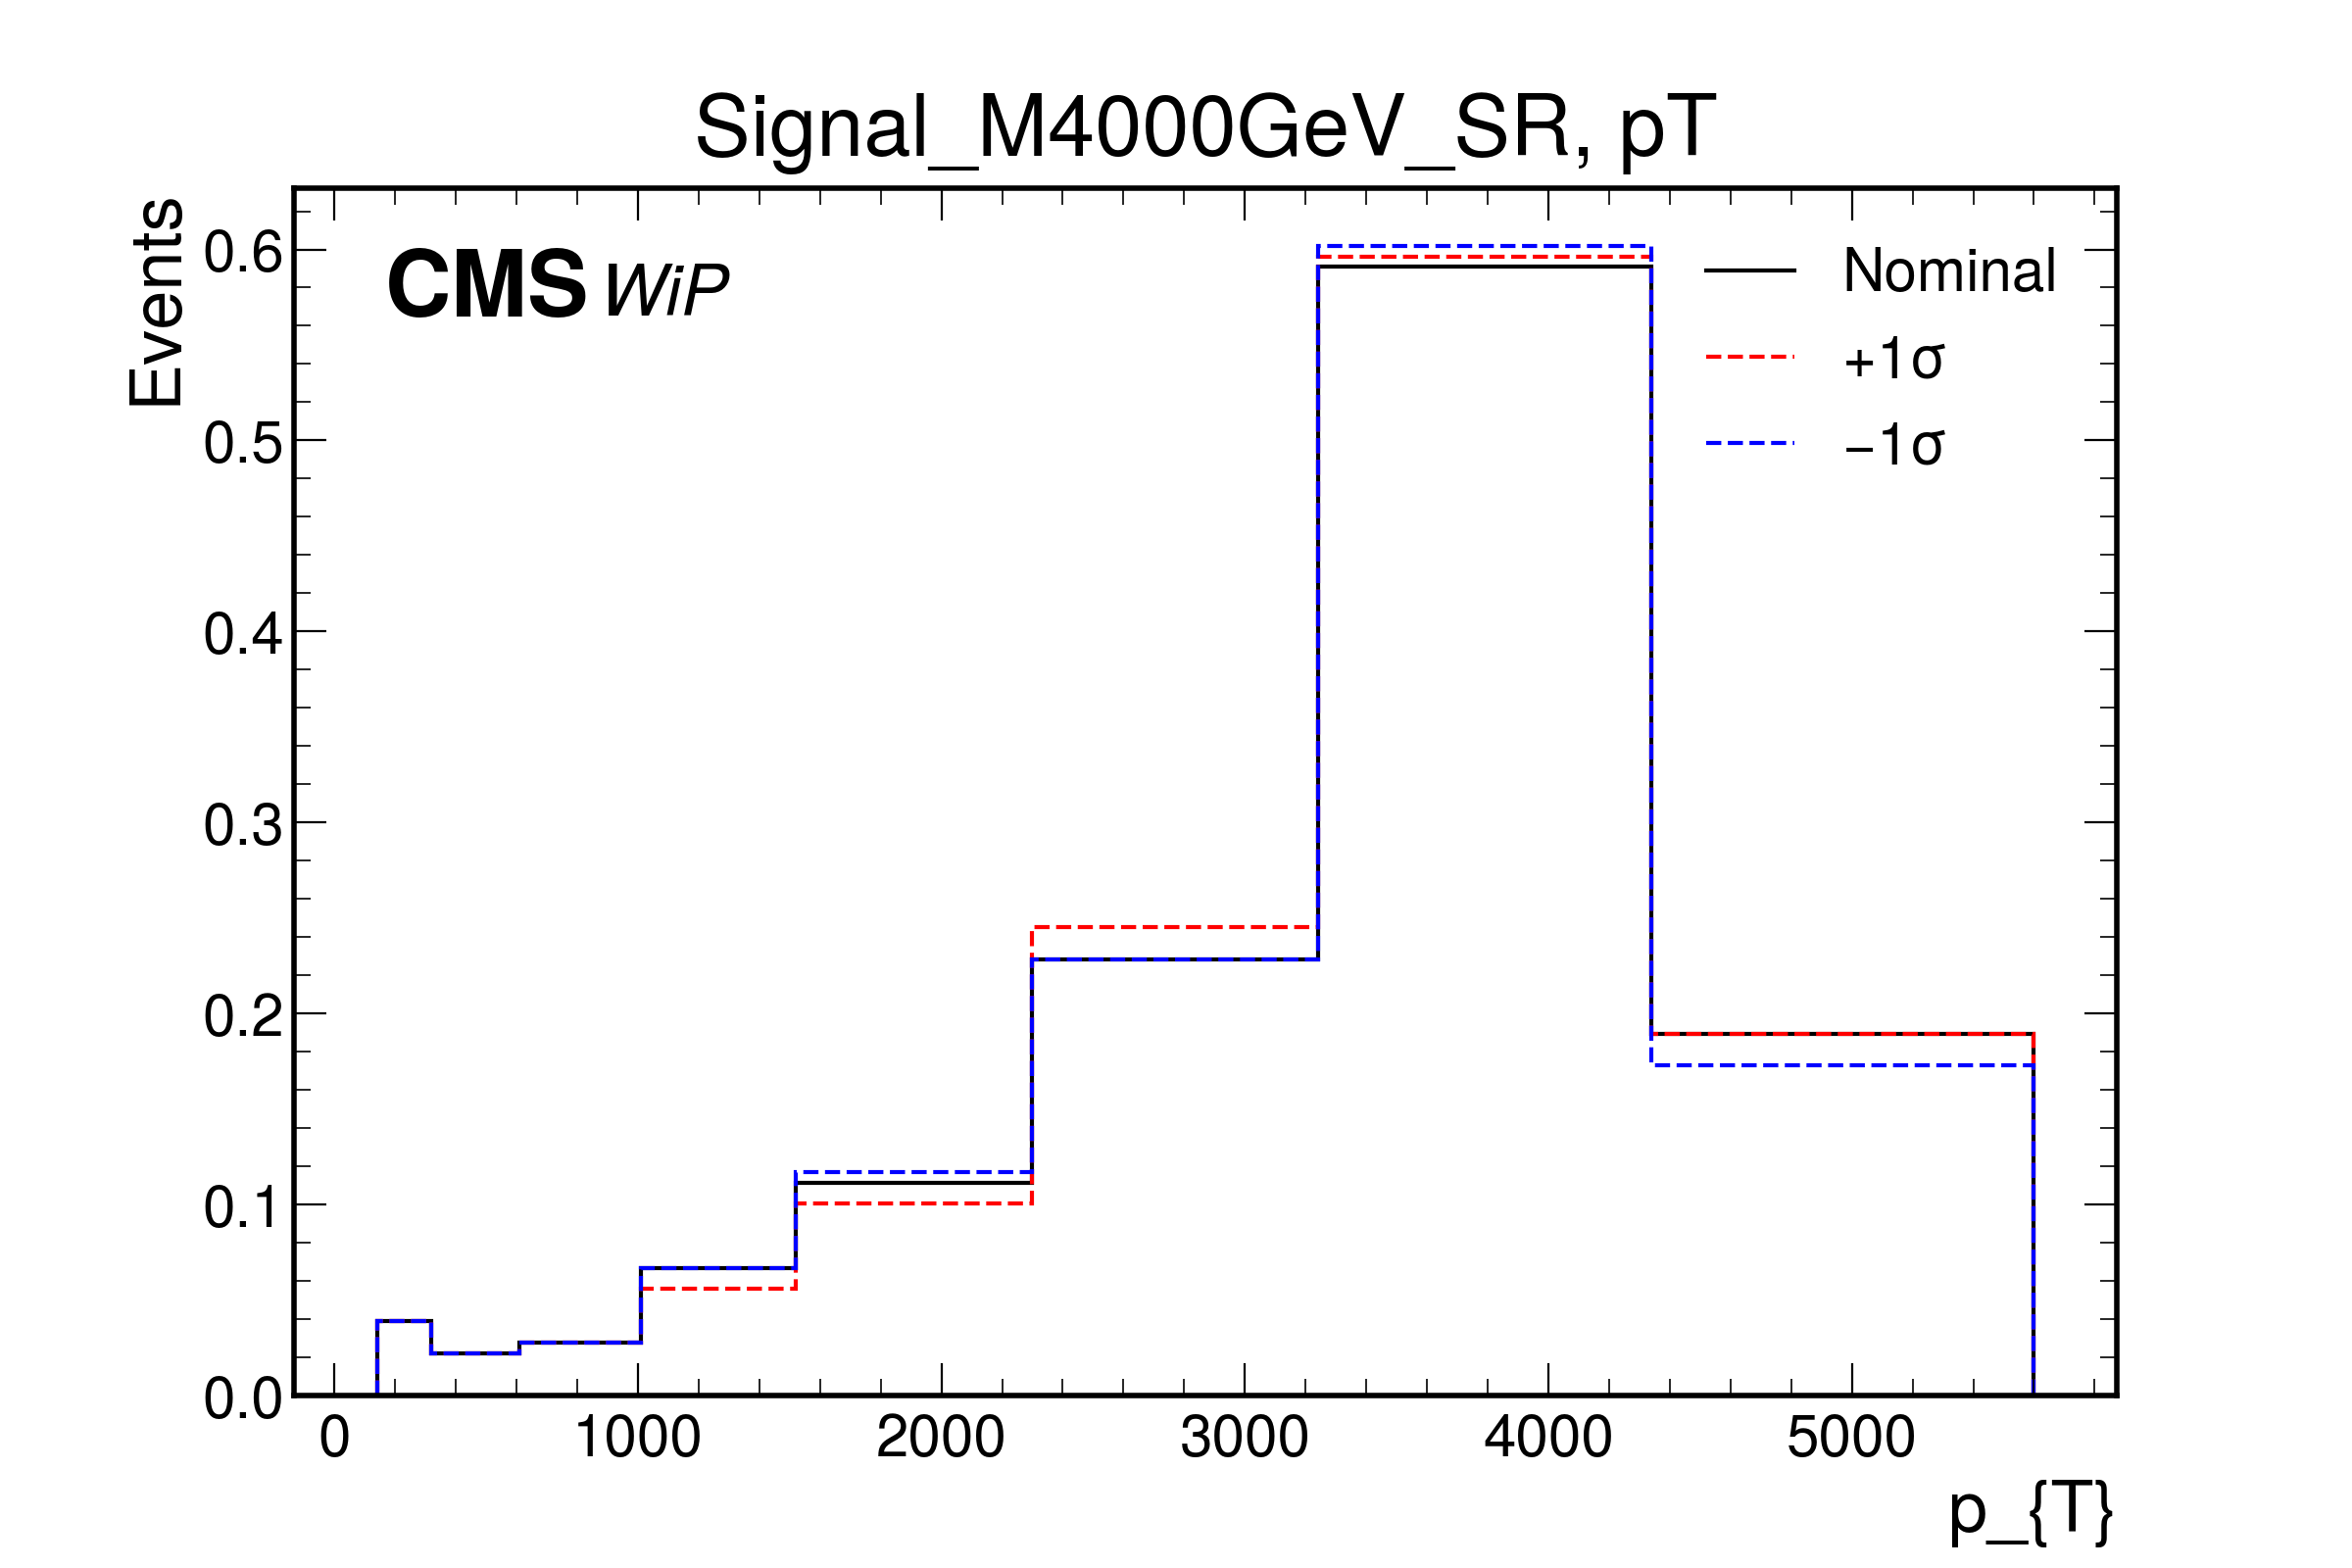 Signal_M4000GeV_SR, pT
Events
CMS WiP
Nominal
+1σ
−1σ
0.6
0.5
0.4
0.3
0.2
0.1
0.0
0 1000 2000 3000 4000 5000
p_{T}